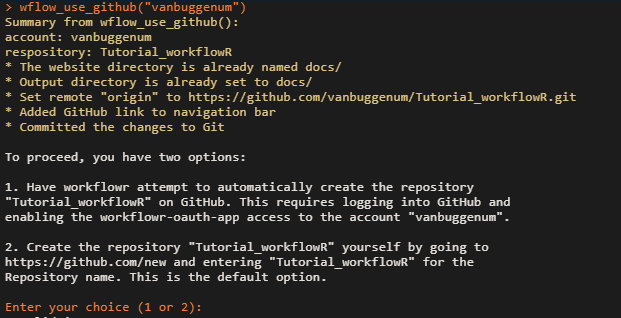 > wflow_use_github("vanbuggenum")
Summary from wflow_use_github():
account: vanbuggenum
respository: Tutorial_workflowR
* The website directory is already named docs/
* Output directory is already set to docs/
* Set remote "origin" to https://github.com/vanbuggenum/Tutorial_workflowR.git
* Added GitHub link to navigation bar
* Committed the changes to Git
To proceed, you have two options:
1. Have workflowr attempt to automatically create the repository
"Tutorial_workflowR" on GitHub. This requires logging into GitHub and
enabling the workflowr-oauth-app access to the account "vanbuggenum".
2. Create the repository "Tutorial_workflowR" yourself by going to
https://github.com/new and entering "Tutorial_workflowR" for the
Repository name. This is the default option.
Enter your choice (1 or 2):